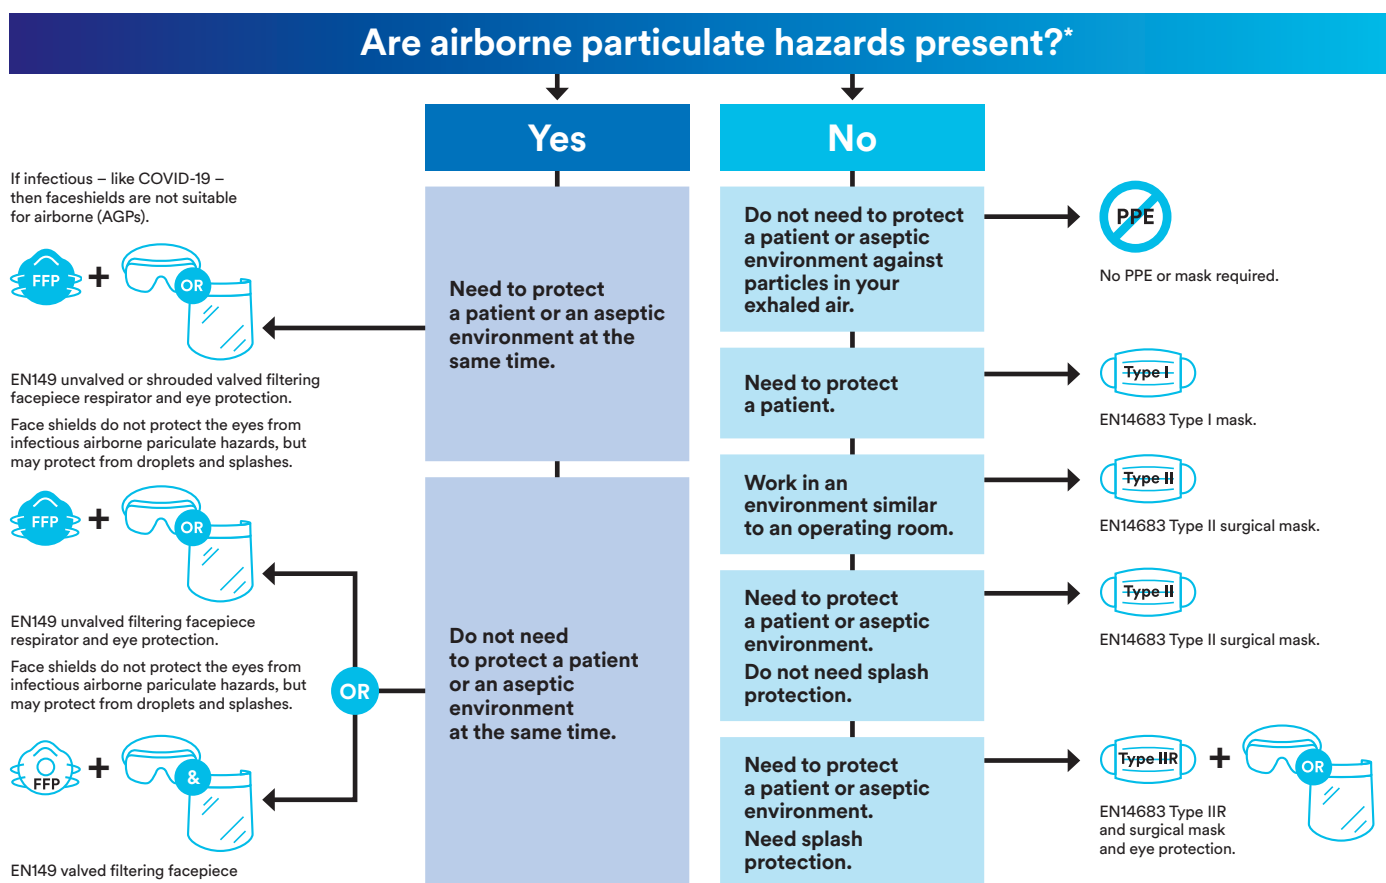 Are airborne particulate hazards present?*
Yes
No
If infectious – like COVID-19 –
then faceshields are not suitable
for airborne (AGPs).
FFP
+
OR
EN149 unvalved or shrouded valved filtering
facepiece respirator and eye protection.
Face shields do not protect the eyes from
infectious airborne pariculate hazards, but
may protect from droplets and splashes.
Need to protect
a patient or an aseptic
environment at the
same time.
FFP
+
OR
EN149 unvalved filtering facepiece
respirator and eye protection.
Face shields do not protect the eyes from
infectious airborne pariculate hazards, but
may protect from droplets and splashes.
OR
FFP
+
&
EN149 valved filtering facepiece
Do not need
to protect a patient
or an aseptic
environment
at the same time.
Do not need to protect
a patient or aseptic
environment against
particles in your
exhaled air.
PPE
No PPE or mask required.
Need to protect
a patient.
Type I
EN14683 Type I mask.
Work in an
environment similar
to an operating room.
Type II
EN14683 Type II surgical mask.
Need to protect
a patient or aseptic
environment.
Do not need splash
protection.
Type II
EN14683 Type II surgical mask.
Need to protect
a patient or aseptic
environment.
Need splash
protection.
Type IIR
+
OR
EN14683 Type IIR
and surgical mask
and eye protection.